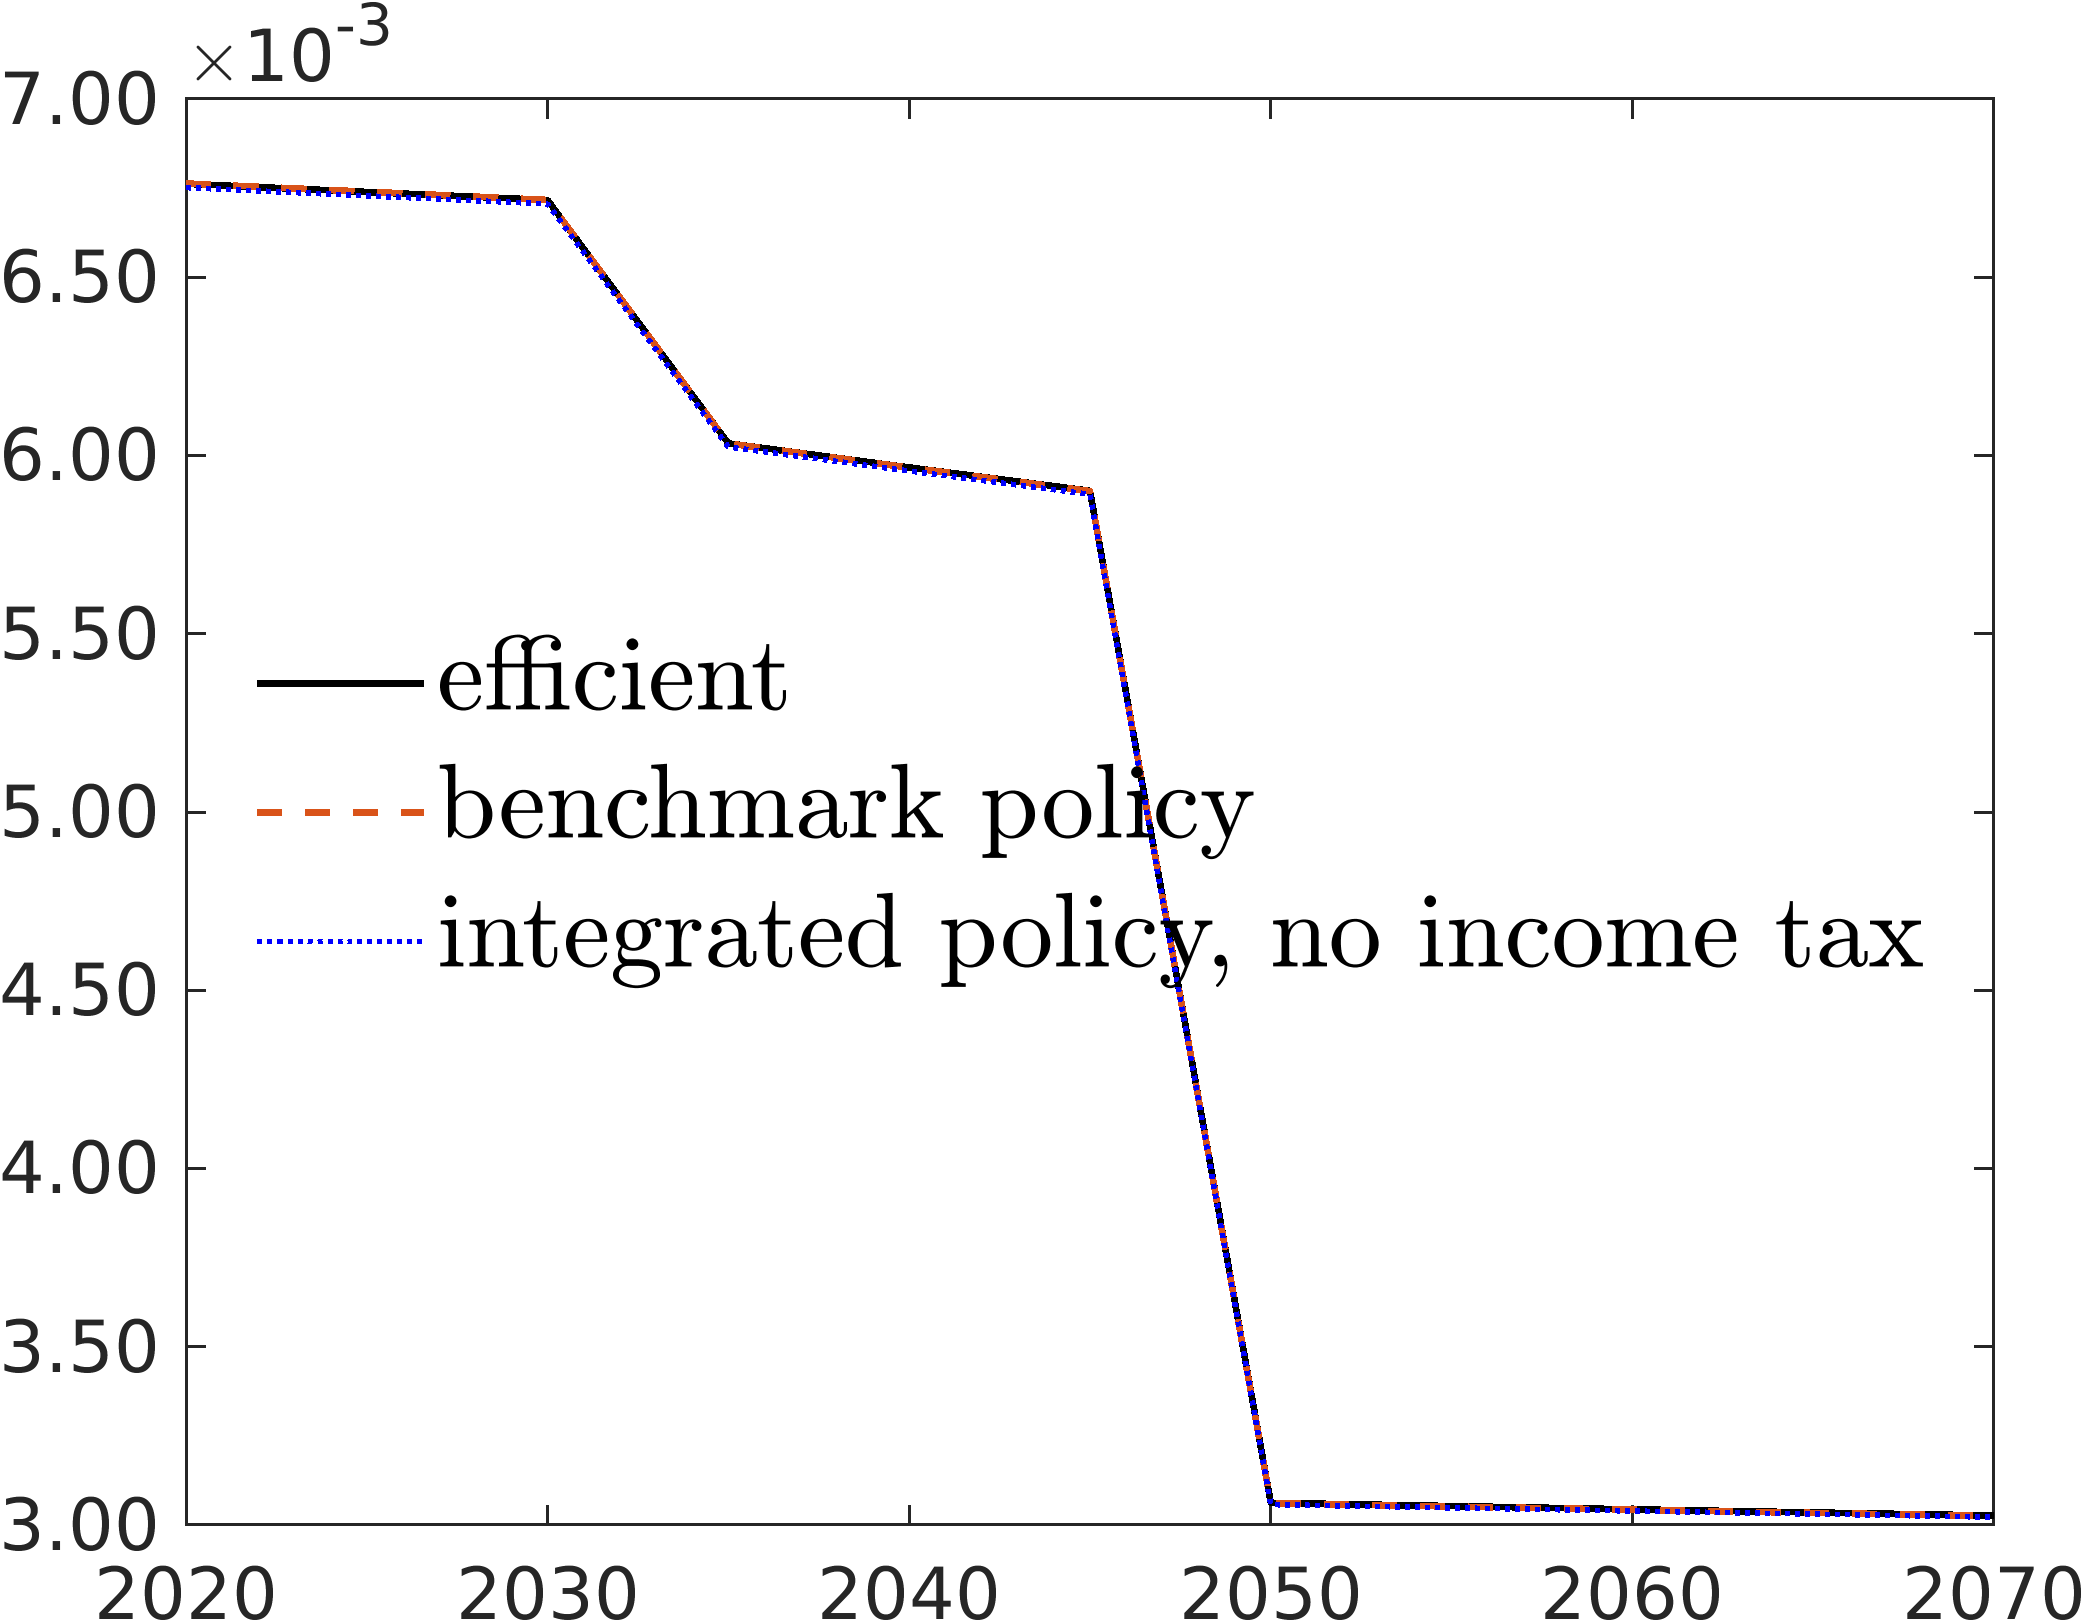 ×10-3
7.00
6.50
6.00
5.50
efficient
5.00
benchmark policy
integrated policy, no income tax
4.50
4.00
3.50
3.00
2020 2030 2040 2050 2060 2070